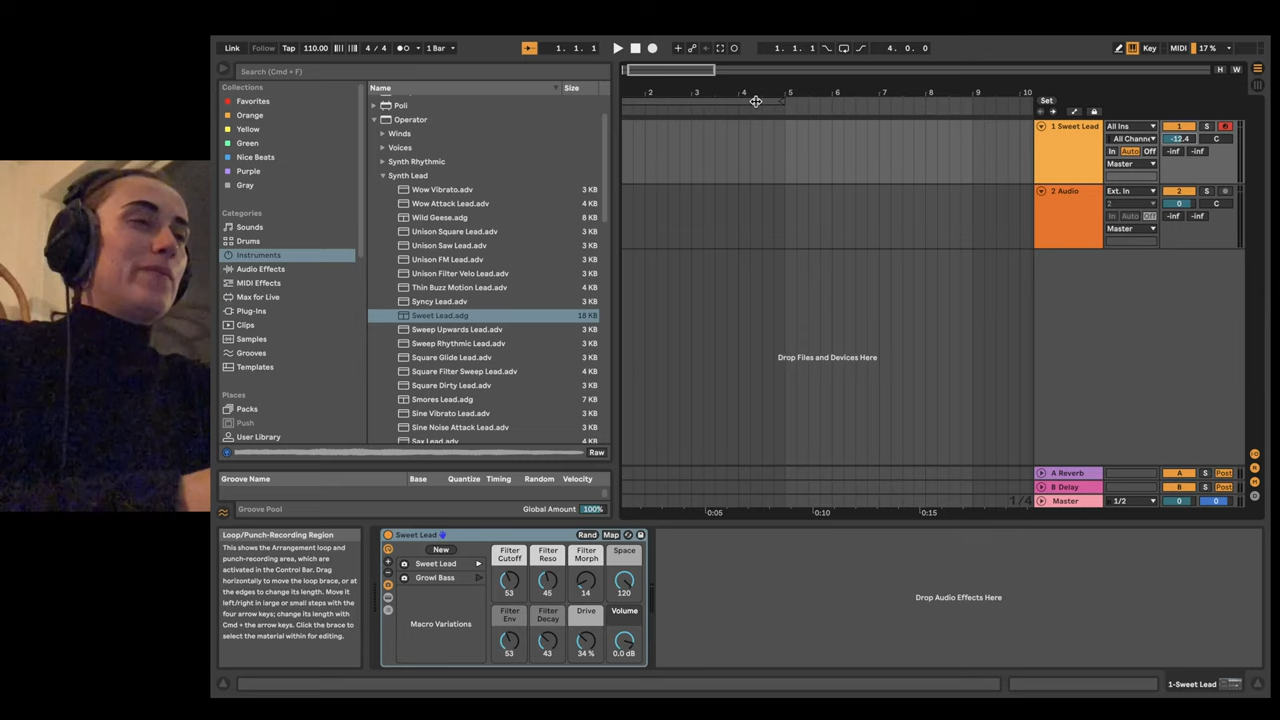 Link Follow Tap 110.00 4 / 4 1 Bar 1. 1. 1 1. 1. 1 4. 0. 0 Key MIDI 17 %
Search (Cmd + F)
H W
Collections
Favorites
Orange
Yellow
Green
Nice Beats
Purple
Gray
Categories
Sounds
Drums
Instruments
Audio Effects
MIDI Effects
Max for Live
Plug-Ins
Clips
Samples
Grooves
Templates
Places
Packs
Push
User Library
Name Size
Poli
Operator
Winds
Voices
Synth Rhythmic
Synth Lead
Wow Vibrato.adv 3 KB
Wow Attack Lead.adv 4 KB
Wild Geese.adg 8 KB
Unison Square Lead.adv 3 KB
Unison Saw Lead.adv 3 KB
Unison FM Lead.adv 3 KB
Unison Filter Velo Lead.adv 3 KB
Thin Buzz Motion Lead.adv 4 KB
Syncy Lead.adv 3 KB
Sweet Lead.adg 18 KB
Sweep Upwards Lead.adv 3 KB
Sweep Rhythmic Lead.adv 3 KB
Square Glide Lead.adv 3 KB
Square Filter Sweep Lead.adv 4 KB
Square Dirty Lead.adv 3 KB
Smores Lead.adg 7 KB
Sine Vibrato Lead.adv 3 KB
Sine Noise Attack Lead.adv 3 KB
Sax Lead.adv 4 KB
Raw
Groove Name Base Quantize Timing Random Velocity
Groove Pool Global Amount 100%
2 3 4 5 6 7 8 9 10
Set
1 Sweet Lead All Ins 1 S
All Channe -12.4 C
In Auto Off -inf -inf
Master
2 Audio Ext. In 2 S
2 0 C
In Auto Off -inf -inf
Master
Drop Files and Devices Here
A Reverb A S Post
B Delay B S Post
1/4 Master 1/2 0 0
0:05 0:10 0:15
Loop/Punch-Recording Region
This shows the Arrangement loop and
punch-recording area, which are
activated in the Control Bar. Drag
horizontally to move the loop brace, or at
the edges to change its length. Move it
left/right in large or small steps with the
four arrow keys; change its length with
Cmd + the arrow keys. Click the brace to
select the material within for editing.
Sweet Lead Rand Map
New
Sweet Lead
Growl Bass
Macro Variations
Filter Cutoff 53
Filter Reso 45
Filter Morph 14
Space 120
Filter Env 53
Filter Decay 43
Drive 34 %
Volume 0.0 dB
Drop Audio Effects Here
1-Sweet Lead